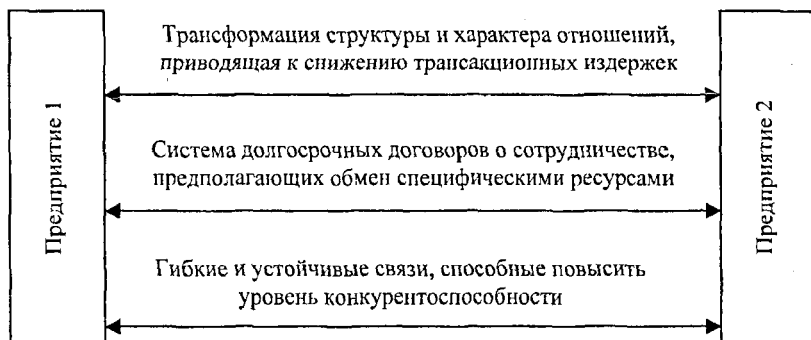 Трансформация структуры и характера отношений,
приводящая к снижению трансакционных издержек
Предприятие 1
Система долгосрочных договоров о сотрудничестве,
предполагающих обмен специфическими ресурсами
Предприятие 2
Гибкие и устойчивые связи, способные повысить
уровень конкурентоспособности